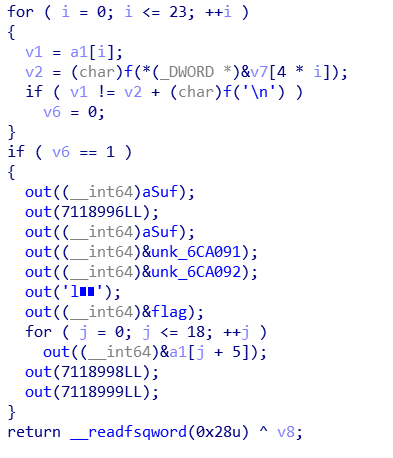 for ( i = 0; i <= 23; ++i )
{
  v1 = a1[i];
  v2 = (char)f(*(_DWORD *)&v7[4 * i]);
  if ( v1 != v2 + (char)f('\n') )
    v6 = 0;
}
if ( v6 == 1 )
{
  out((__int64)aSuf);
  out(7118996LL);
  out((__int64)aSuf);
  out((__int64)&unk_6CA091);
  out((__int64)&unk_6CA092);
  out('l■■');
  out((__int64)&flag);
  for ( j = 0; j <= 18; ++j )
    out((__int64)&a1[j + 5]);
  out(7118998LL);
  out(7118999LL);
}
return __readfsqword(0x28u) ^ v8;